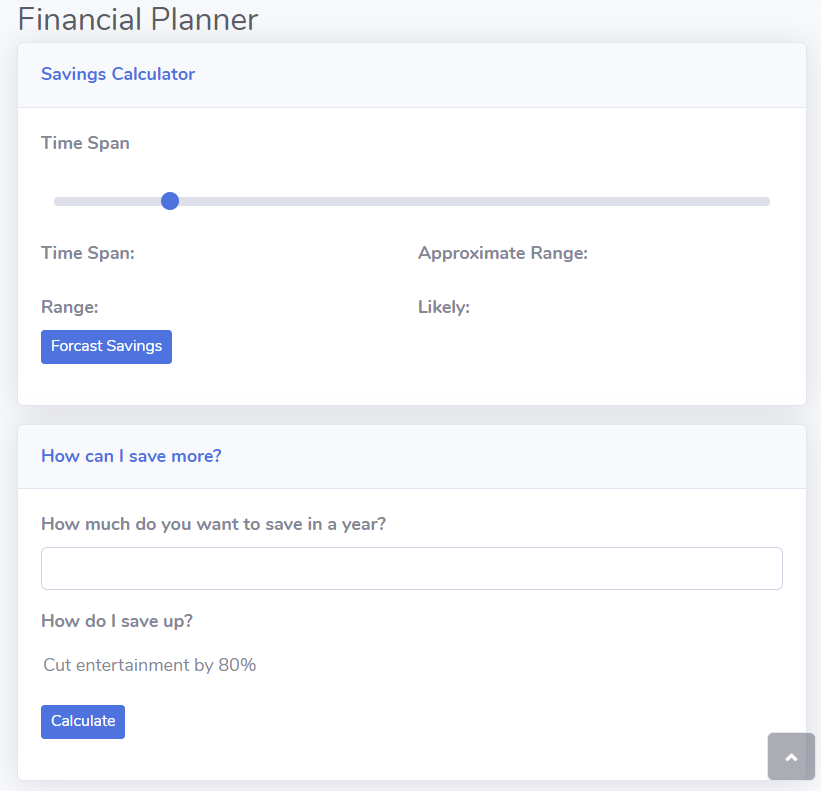 Financial Planner
Savings Calculator
Time Span
Time Span:
Approximate Range:
Range:
Likely:
Forcast Savings
How can I save more?
How much do you want to save in a year?
How do I save up?
Cut entertainment by 80%
Calculate